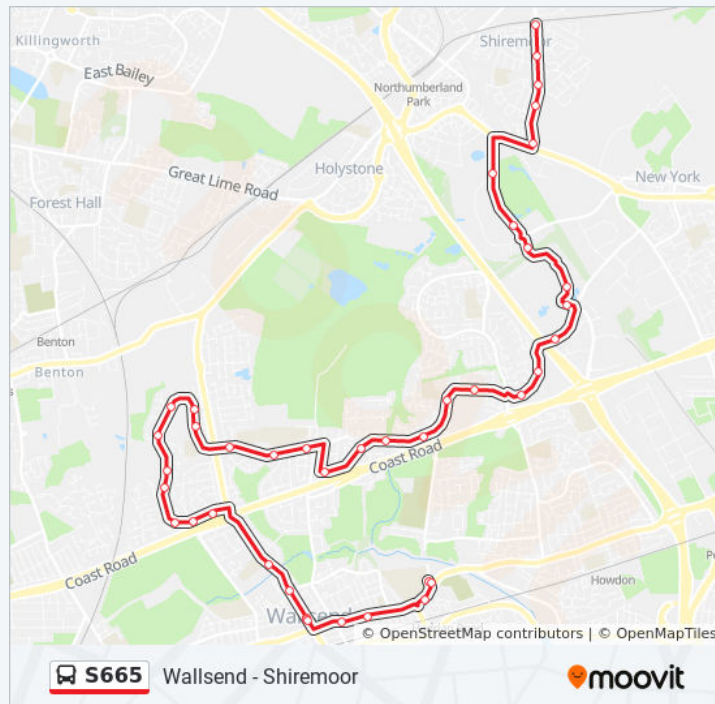 Killingworth
Shiremoor
East Bailey
Northumberland
Park
Great Lime Road
Holystone
New York
Forest Hall
Benton
Benton
Coast Road
Coast Road
Howdon
Wallsend
© OpenStreetMap contributors | © OpenMapTiles
S665 Wallsend - Shiremoor
moovit